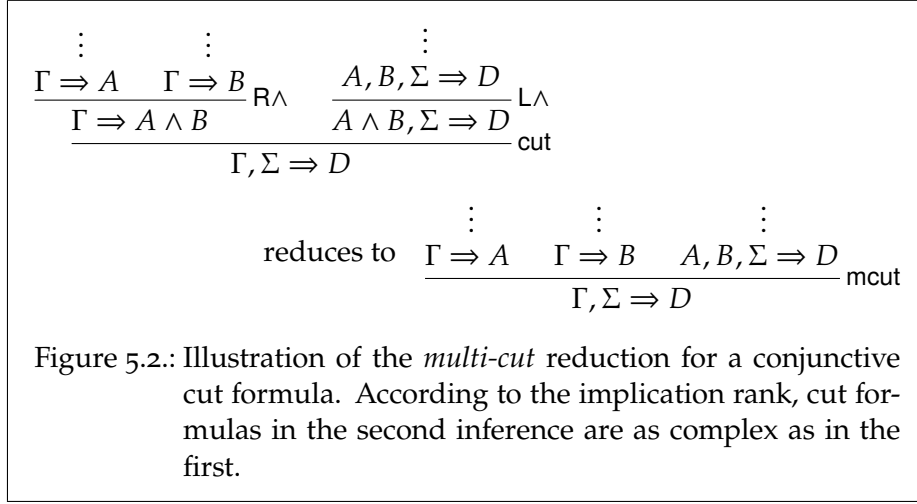 ⋮ ⋮ ⋮
Γ ⇒ A Γ ⇒ B R∧ A, B, Σ ⇒ D L∧
Γ ⇒ A ∧ B A ∧ B, Σ ⇒ D cut
Γ, Σ ⇒ D
⋮ ⋮ ⋮
reduces to Γ ⇒ A Γ ⇒ B A, B, Σ ⇒ D mcut
Γ, Σ ⇒ D
Figure 5.2.: Illustration of the multi-cut reduction for a conjunctive
cut formula. According to the implication rank, cut for-
mulas in the second inference are as complex as in the
first.